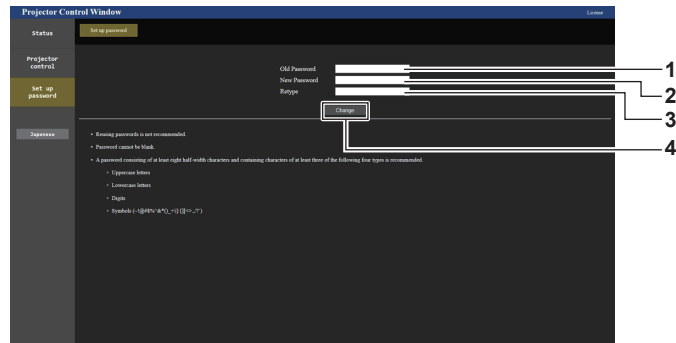 Projector Control Window
License
Status
Set up password
Projector
control
Set up
password
Japanese
Old Password
New Password
Retype
Change
1
2
3
4
• Reusing passwords is not recommended.
• Password cannot be blank.
• A password consisting of at least eight half-width characters and containing characters of at least three of the following four types is recommended.
• Uppercase letters
• Lowercase letters
• Digits